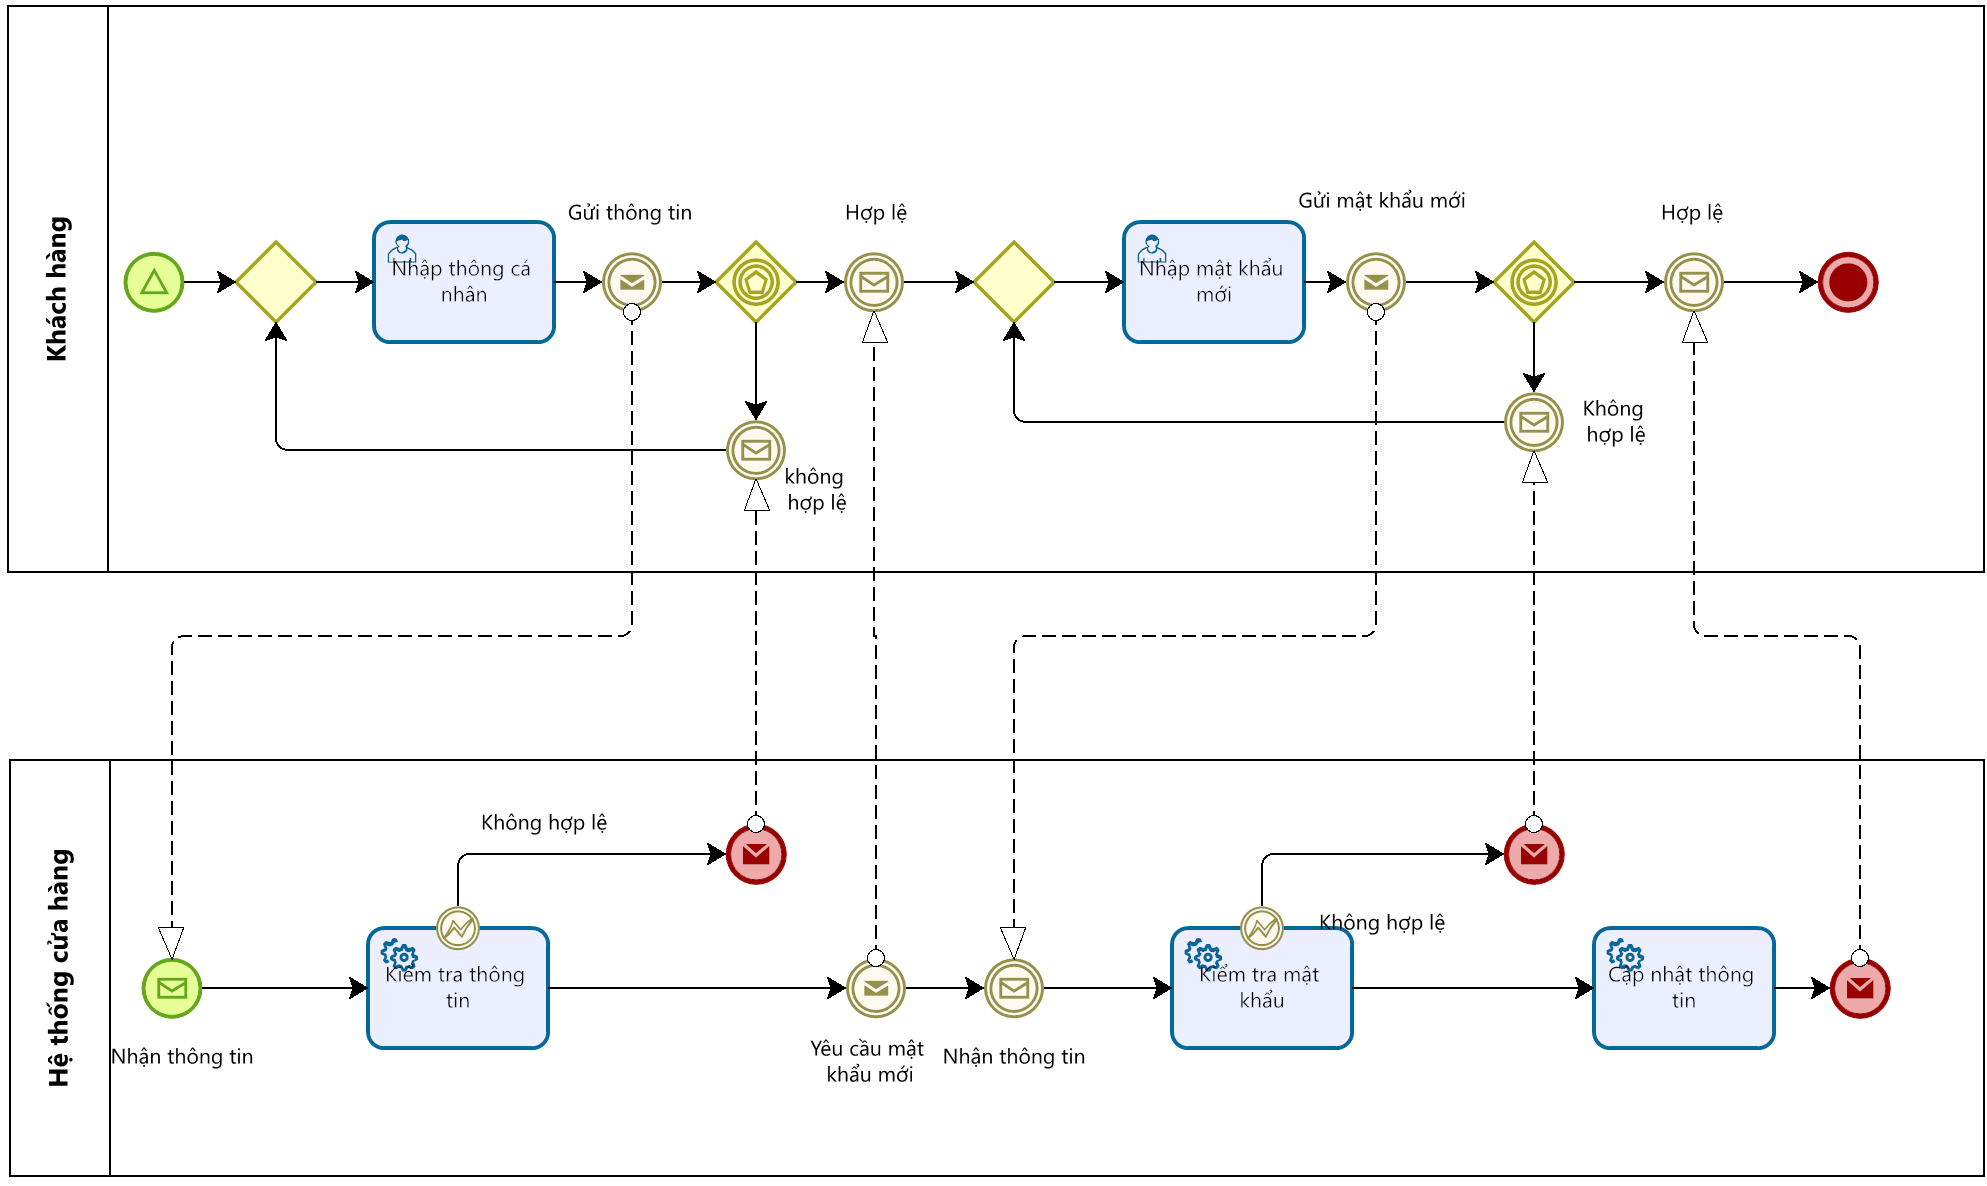 Khách hàng
Gửi thông tin
Hợp lệ
Gửi mật khẩu mới
Hợp lệ
Nhập thông cá
nhân
Nhập mật khẩu
mới
Không
hợp lệ
không
hợp lệ
Hệ thống cửa hàng
Không hợp lệ
Không hợp lệ
Kiểm tra thông
tin
Kiểm tra mật
khẩu
Cập nhật thông
tin
Nhận thông tin
Yêu cầu mật
khẩu mới
Nhận thông tin